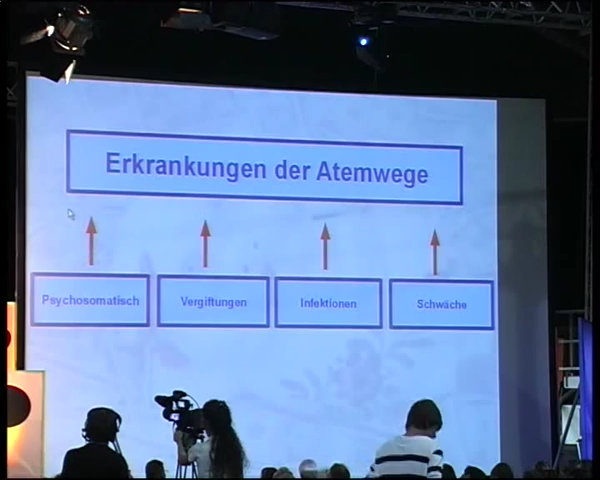 Erkrankungen der Atemwege
Psychosomatisch
Vergiftungen
Infektionen
Schwäche